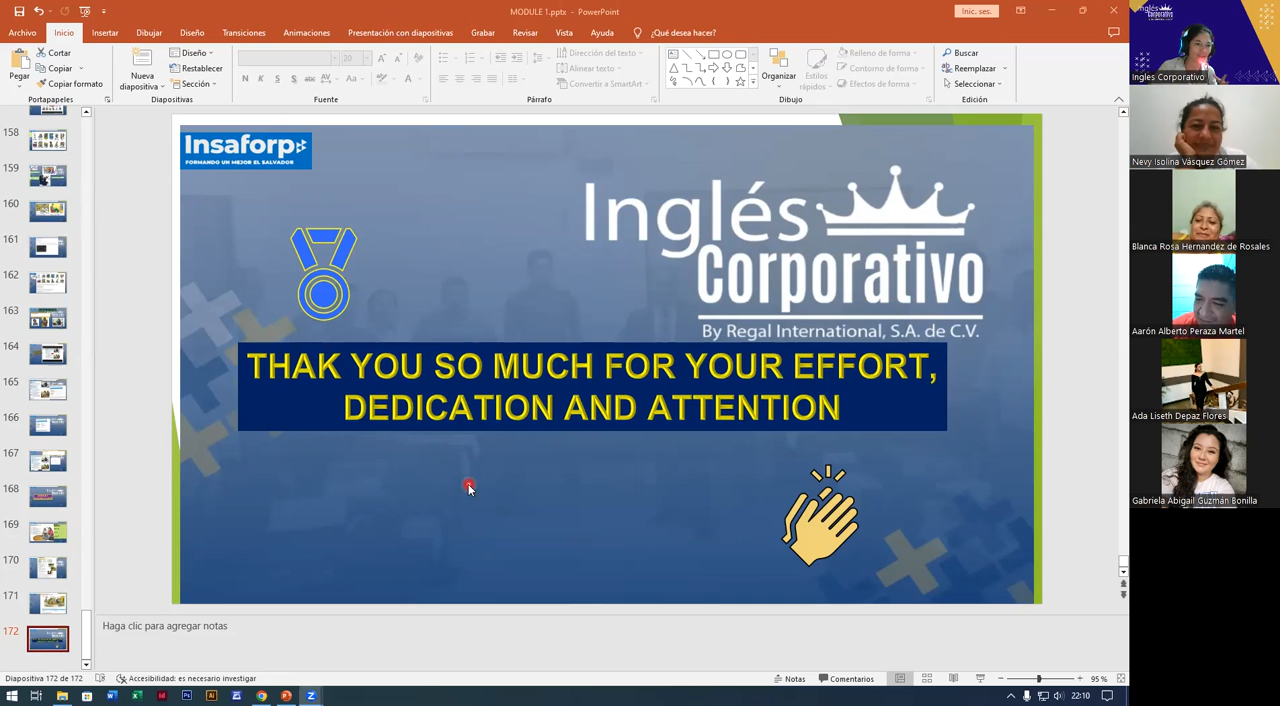 MODULE 1.pptx - PowerPoint
Inic. ses.
Archivo Inicio Insertar Dibujar Diseño Transiciones Animaciones Presentación con diapositivas Grabar Revisar Vista Ayuda ¿Qué desea hacer?
Pegar
Cortar
Copiar
Copiar formato
Portapapeles
Nueva diapositiva
Diseño
Restablecer
Sección
Diapositivas
20
N K S S
Aa
Fuente
Dirección del texto
Alinear texto
Convertir a SmartArt
Párrafo
Organizar
Estilos rápidos
Relleno de forma
Contorno de forma
Efectos de forma
Dibujo
Buscar
Reemplazar
Seleccionar
Edición
158
159
160
161
162
163
164
165
166
167
168
169
170
171
172
Insaforp
FORMANDO UN MEJOR EL SALVADOR
Inglés
Corporativo
By Regal International, S.A. de C.V.
THAK YOU SO MUCH FOR YOUR EFFORT,
DEDICATION AND ATTENTION
Haga clic para agregar notas
Diapositiva 172 de 172
Accesibilidad: es necesario investigar
Notas
Comentarios
95 %
22:10
Inglés
Corporativo
Ingles Corporativo
Nevy Isolina Vásquez Gómez
Blanca Rosa Hernandez de Rosales
Aarón Alberto Peraza Martel
Ada Liseth Depaz Flores
Gabriela Abigail Guzmán Bonilla